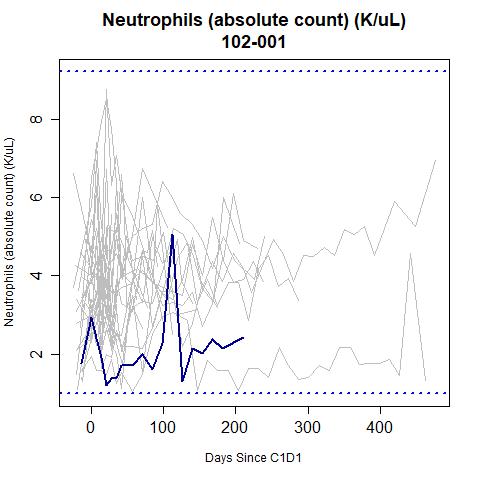 Neutrophils (absolute count) (K/uL)
102-001
Neutrophils (absolute count) (K/uL)
8
6
4
2
0 100 200 300 400
Days Since C1D1